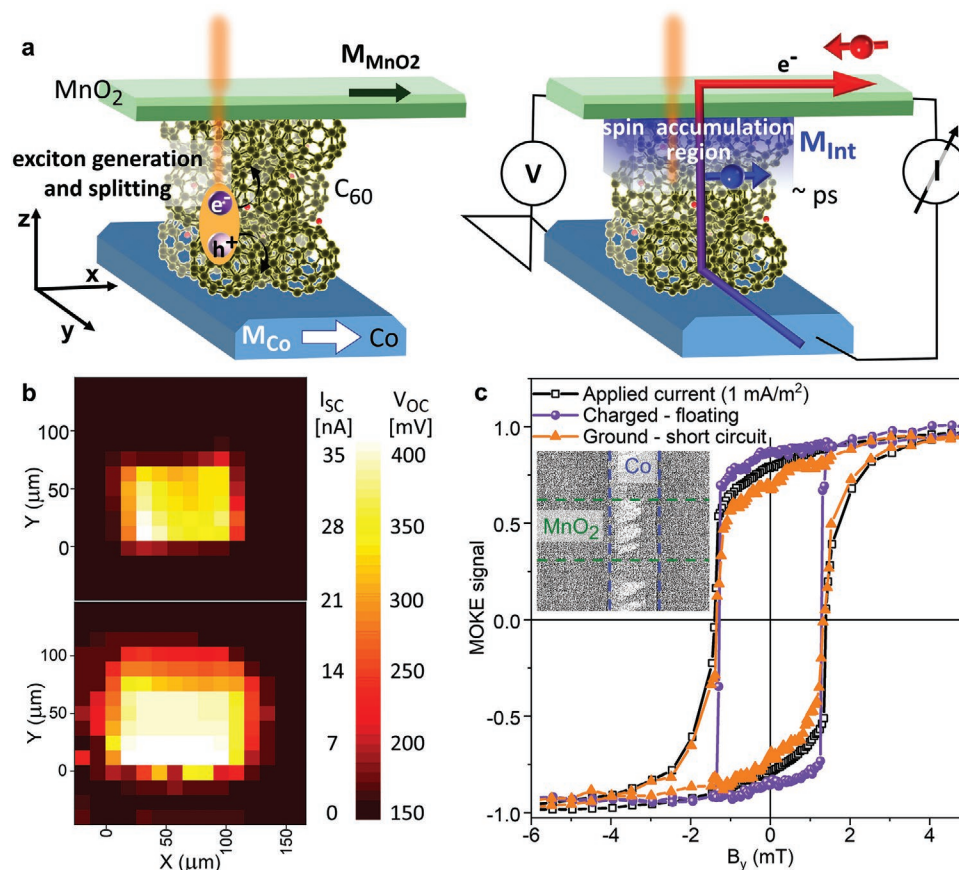 a
MnO₂
M_MnO2
exciton generation
and splitting
C₆₀
e⁻
h⁺
z
x
y
M_Co
Co
e⁻
spin accumulation
region
M_Int
~ ps
V
I
b
I_SC
[nA]
V_OC
[mV]
100
50
0
Y (μm)
100
50
0
Y (μm)
0
50
100
150
X (μm)
35
28
21
14
7
0
400
350
300
250
200
150
c
Applied current (1 mA/m²)
Charged - floating
Ground - short circuit
Co
MnO₂
1.0
0.5
0.0
-0.5
-1.0
MOKE signal
-6
-4
-2
0
2
4
B_y (mT)